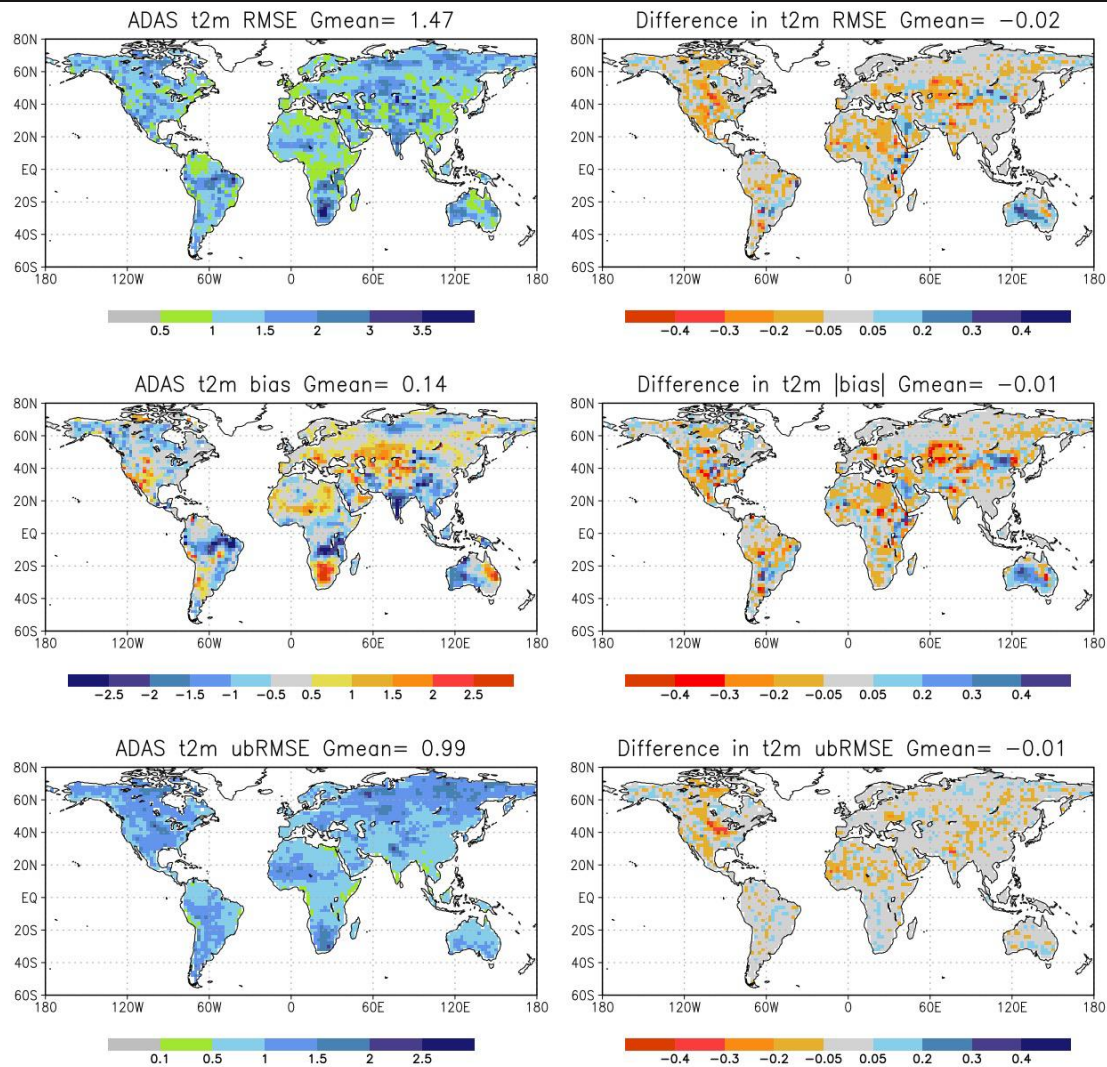 ADAS t2m RMSE Gmean= 1.47
80N
60N
40N
20N
EQ
20S
40S
60S
180 120W 60W 0 60E 120E 180
0.5 1 1.5 2 3 3.5
Difference in t2m RMSE Gmean= −0.02
80N
60N
40N
20N
EQ
20S
40S
60S
180 120W 60W 0 60E 120E 180
−0.4 −0.3 −0.2 −0.05 0.05 0.2 0.3 0.4
ADAS t2m bias Gmean= 0.14
80N
60N
40N
20N
EQ
20S
40S
60S
180 120W 60W 0 60E 120E 180
−2.5 −2 −1.5 −1 −0.5 0.5 1 1.5 2 2.5
Difference in t2m |bias| Gmean= −0.01
80N
60N
40N
20N
EQ
20S
40S
60S
180 120W 60W 0 60E 120E 180
−0.4 −0.3 −0.2 −0.05 0.05 0.2 0.3 0.4
ADAS t2m ubRMSE Gmean= 0.99
80N
60N
40N
20N
EQ
20S
40S
60S
180 120W 60W 0 60E 120E 180
0.1 0.5 1 1.5 2 2.5
Difference in t2m ubRMSE Gmean= −0.01
80N
60N
40N
20N
EQ
20S
40S
60S
180 120W 60W 0 60E 120E 180
−0.4 −0.3 −0.2 −0.05 0.05 0.2 0.3 0.4